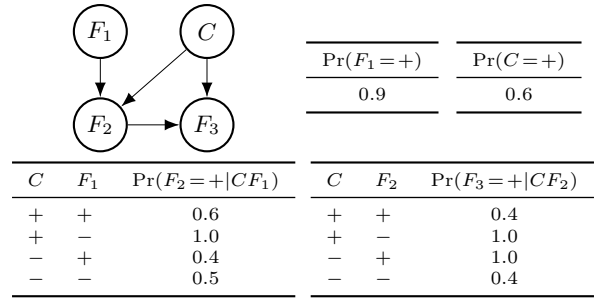 F₁ C
Pr(F₁=+) Pr(C=+)
0.9 0.6
F₂ F₃
C F₁ Pr(F₂=+|CF₁)
+ + 0.6
+ − 1.0
− + 0.4
− − 0.5
C F₂ Pr(F₃=+|CF₂)
+ + 0.4
+ − 1.0
− + 1.0
− − 0.4